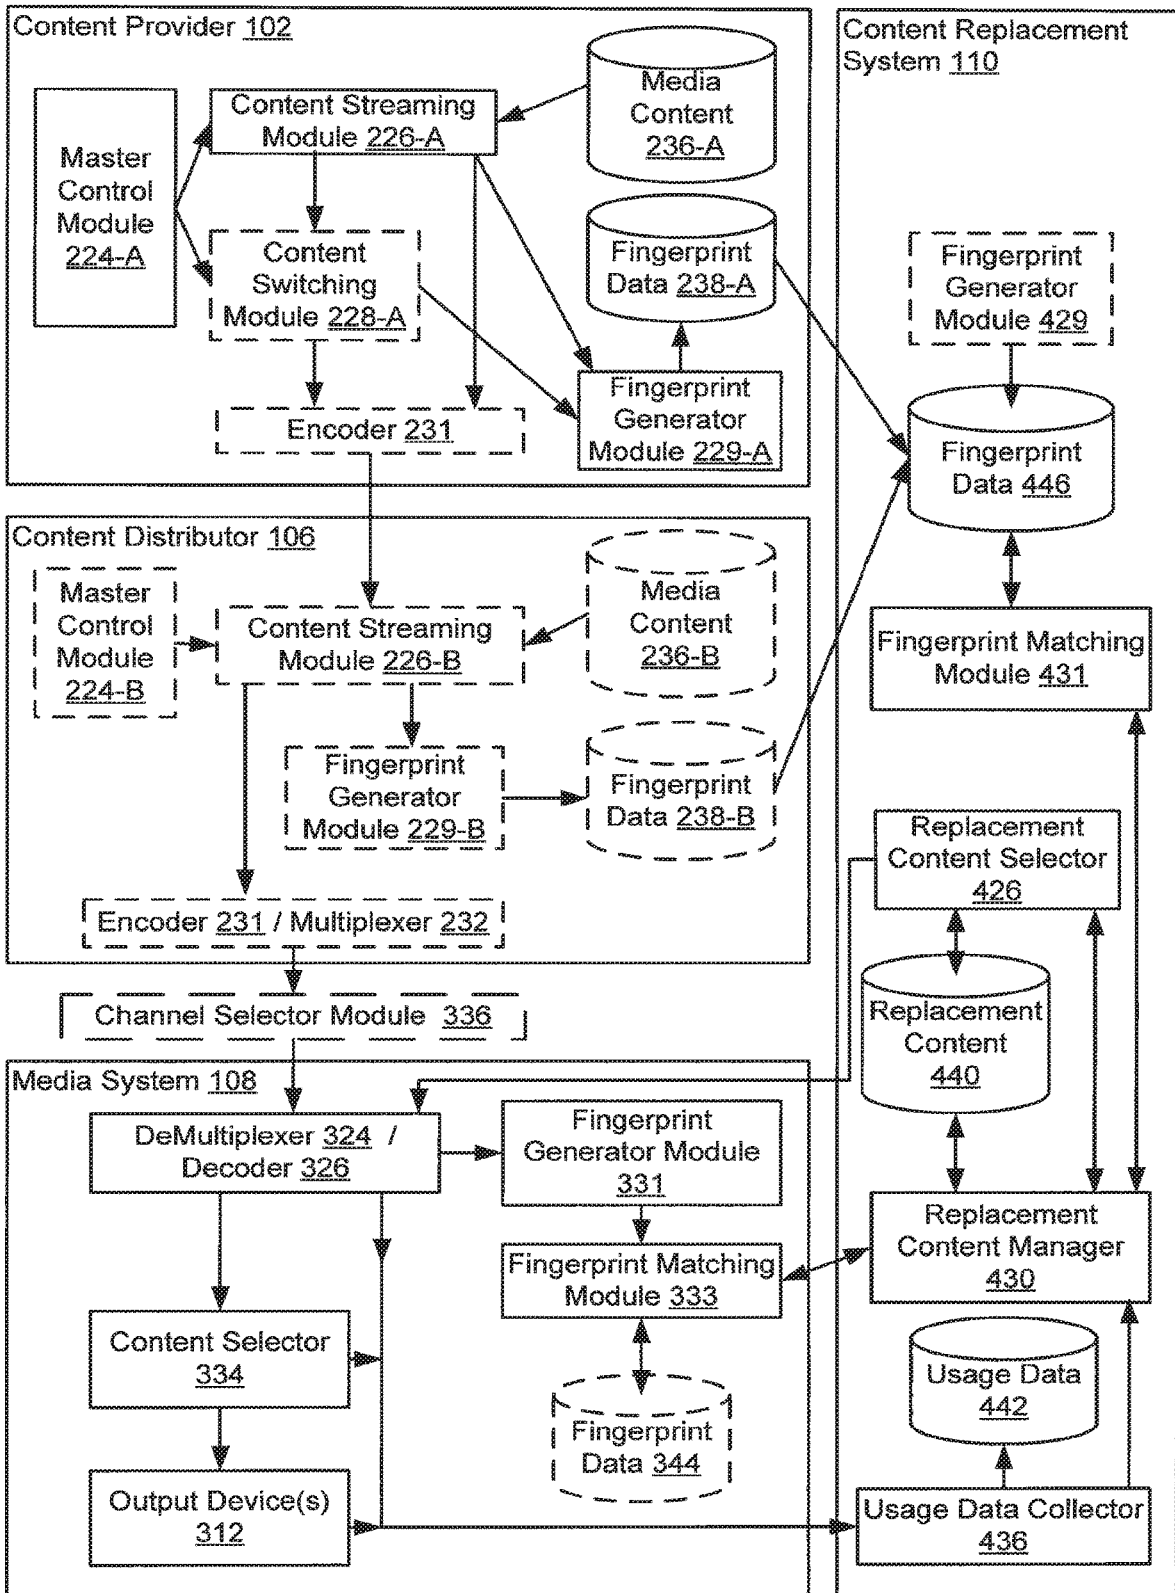 Content Provider 102
Master
Control
Module
224-A
Content Streaming
Module 226-A
Media
Content
236-A
Content
Switching
Module 228-A
Fingerprint
Data 238-A
Encoder 231
Fingerprint
Generator
Module 229-A
Content Distributor 106
Master
Control
Module
224-B
Content Streaming
Module 226-B
Media
Content
236-B
Fingerprint
Generator
Module 229-B
Fingerprint
Data 238-B
Encoder 231 / Multiplexer 232
Channel Selector Module 336
Media System 108
DeMultiplexer 324 /
Decoder 326
Fingerprint
Generator Module
331
Fingerprint Matching
Module 333
Content Selector
334
Fingerprint
Data 344
Output Device(s)
312
Content Replacement
System 110
Fingerprint
Generator
Module 429
Fingerprint
Data 446
Fingerprint Matching
Module 431
Replacement
Content Selector
426
Replacement
Content
440
Replacement
Content Manager
430
Usage Data
442
Usage Data Collector
436